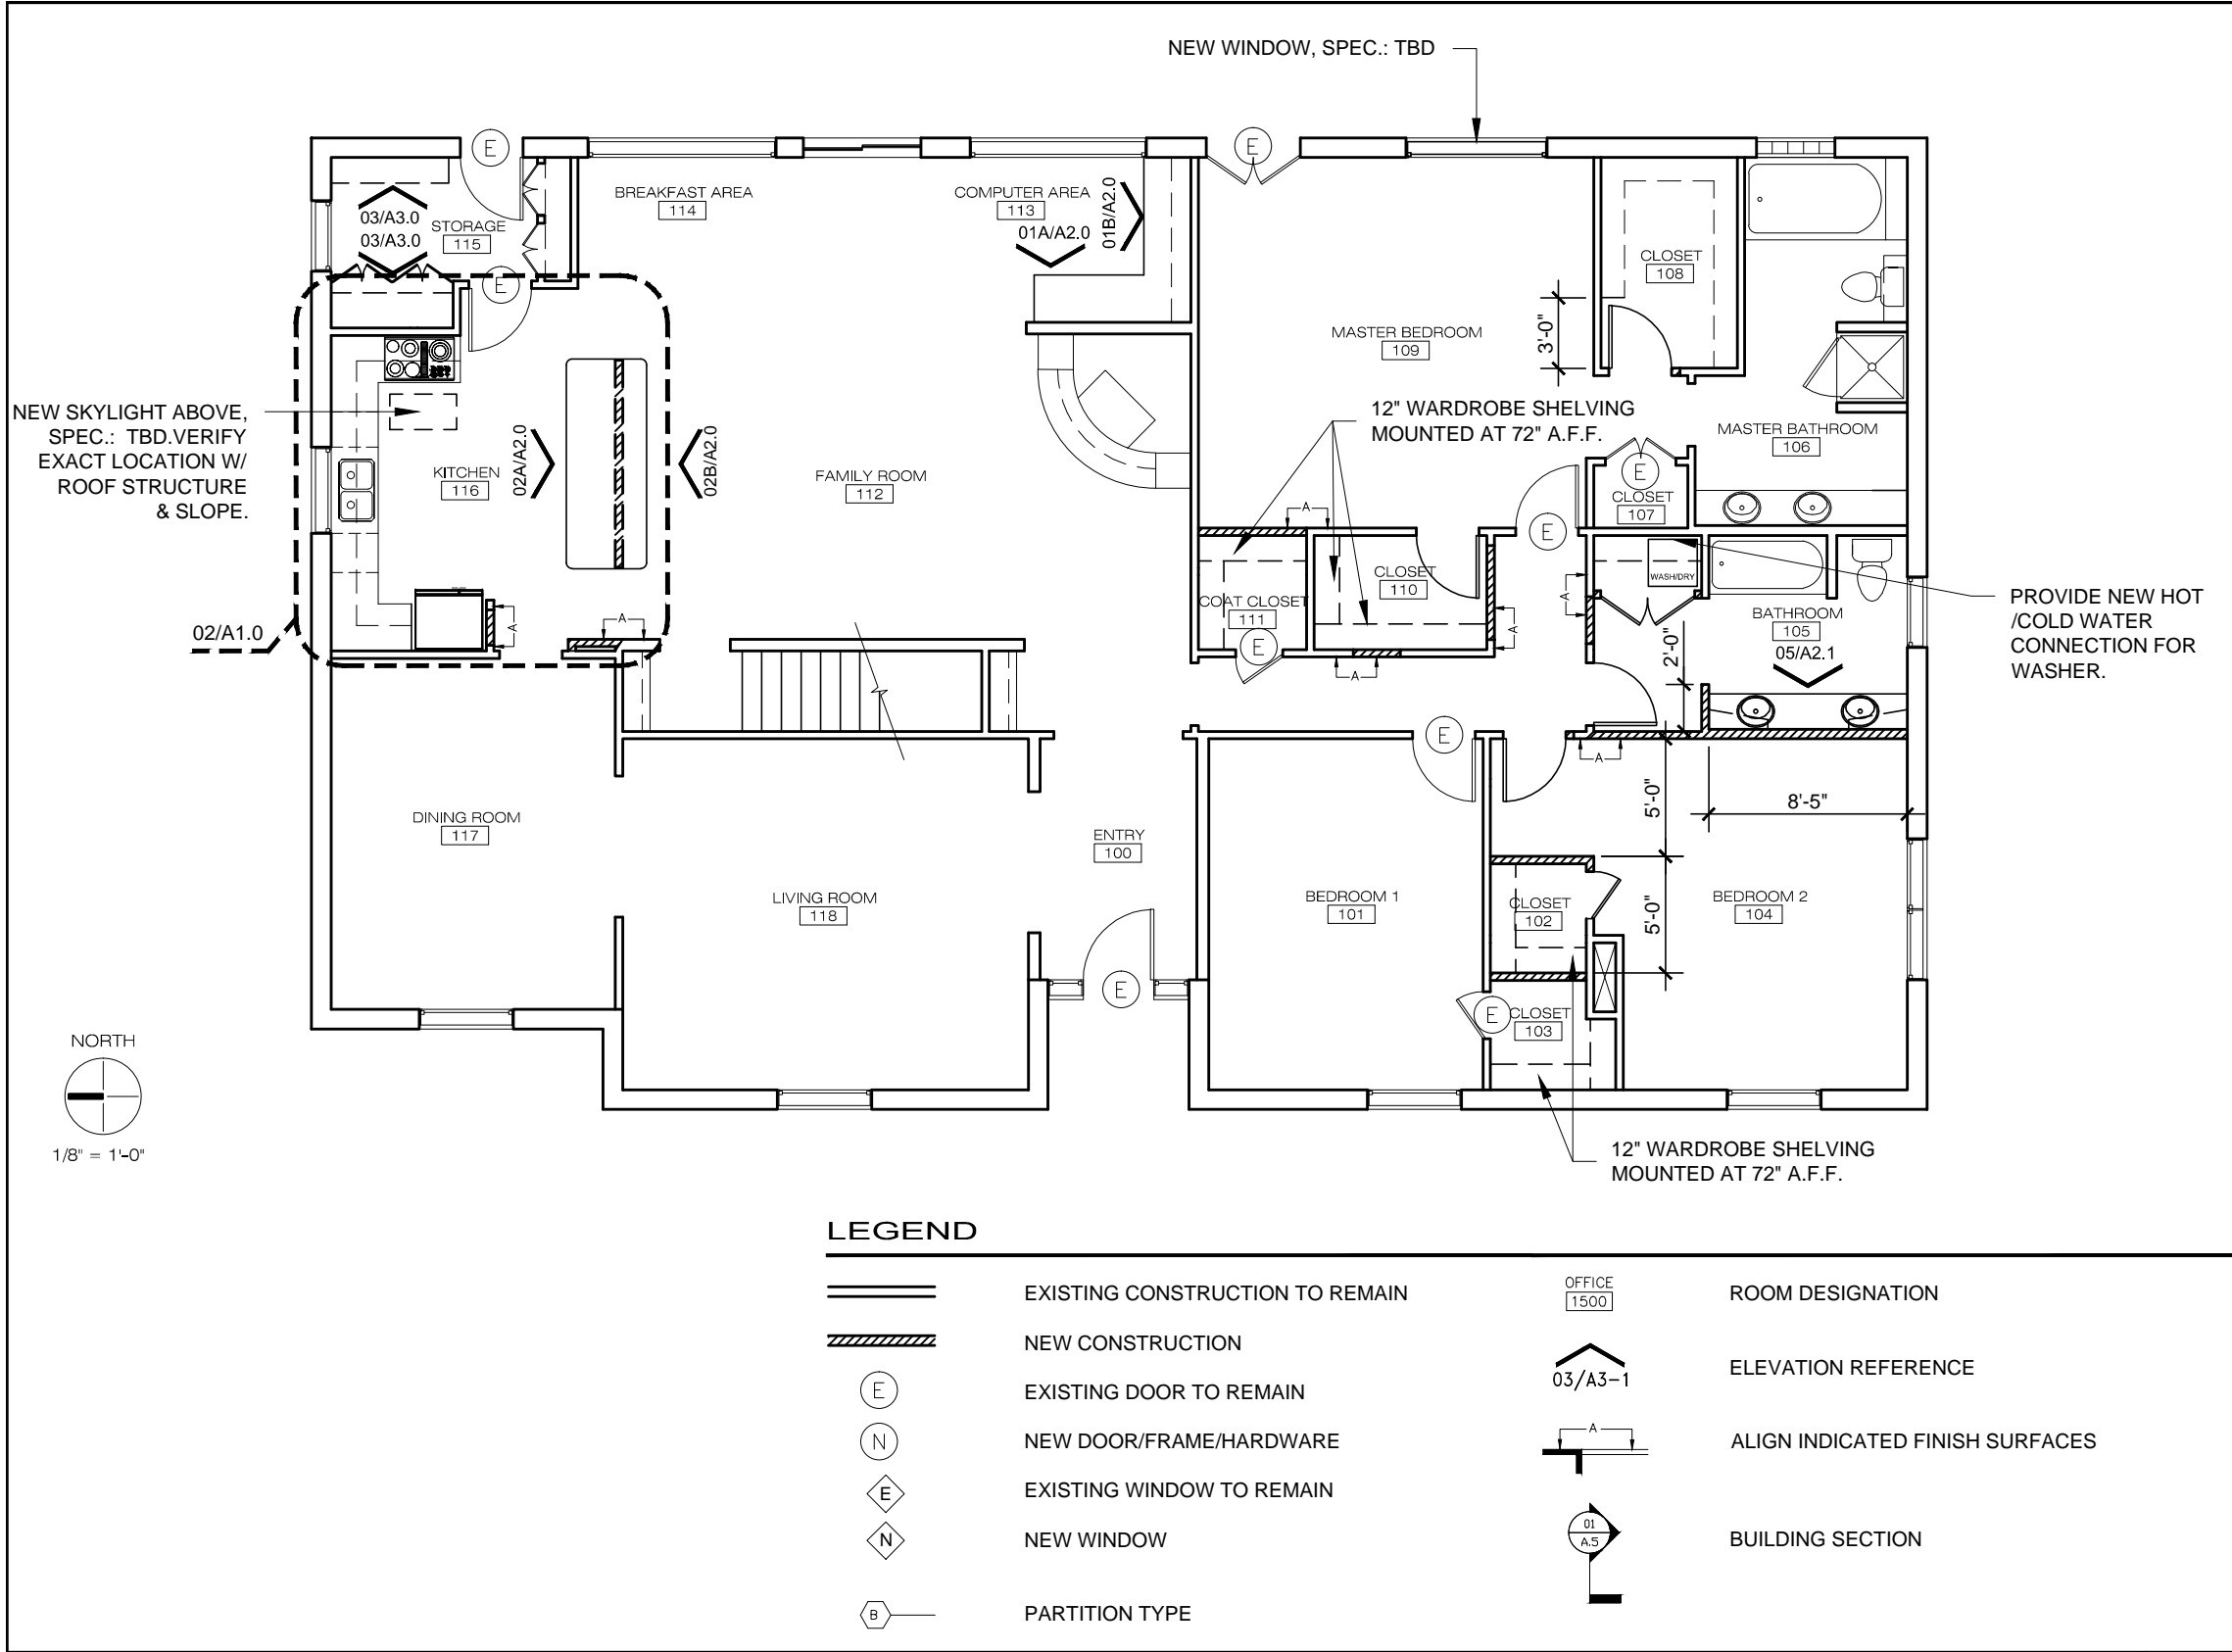 NEW WINDOW, SPEC.: TBD
E
E
BREAKFAST AREA
114
COMPUTER AREA
113
01A/A2.0
01B/A2.0
03/A3.0
03/A3.0
STORAGE
115
E
CLOSET
108
MASTER BEDROOM
109
3'-0"
NEW SKYLIGHT ABOVE,
SPEC.: TBD.VERIFY
EXACT LOCATION W/
ROOF STRUCTURE
& SLOPE.
KITCHEN
116
02A/A2.0
02B/A2.0
FAMILY ROOM
112
12" WARDROBE SHELVING
MOUNTED AT 72" A.F.F.
MASTER BATHROOM
106
E
CLOSET
107
A
E
CLOSET
110
COAT CLOSET
111
E
A
A
A
WASH/DRY
BATHROOM
105
05/A2.1
2'-0"
PROVIDE NEW HOT
/COLD WATER
CONNECTION FOR
WASHER.
02/A1.0
A
A
E
A
DINING ROOM
117
5'-0"
8'-5"
ENTRY
100
LIVING ROOM
118
BEDROOM 1
101
CLOSET
102
5'-0"
BEDROOM 2
104
E
E
CLOSET
103
NORTH
1/8" = 1'-0"
12" WARDROBE SHELVING
MOUNTED AT 72" A.F.F.
LEGEND
EXISTING CONSTRUCTION TO REMAIN
NEW CONSTRUCTION
E
EXISTING DOOR TO REMAIN
N
NEW DOOR/FRAME/HARDWARE
E
EXISTING WINDOW TO REMAIN
N
NEW WINDOW
B
PARTITION TYPE
OFFICE
1500
ROOM DESIGNATION
03/A3-1
ELEVATION REFERENCE
A
ALIGN INDICATED FINISH SURFACES
01
A.5
BUILDING SECTION